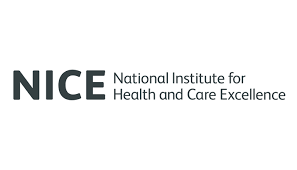 NICE
National Institute for
Health and Care Excellence